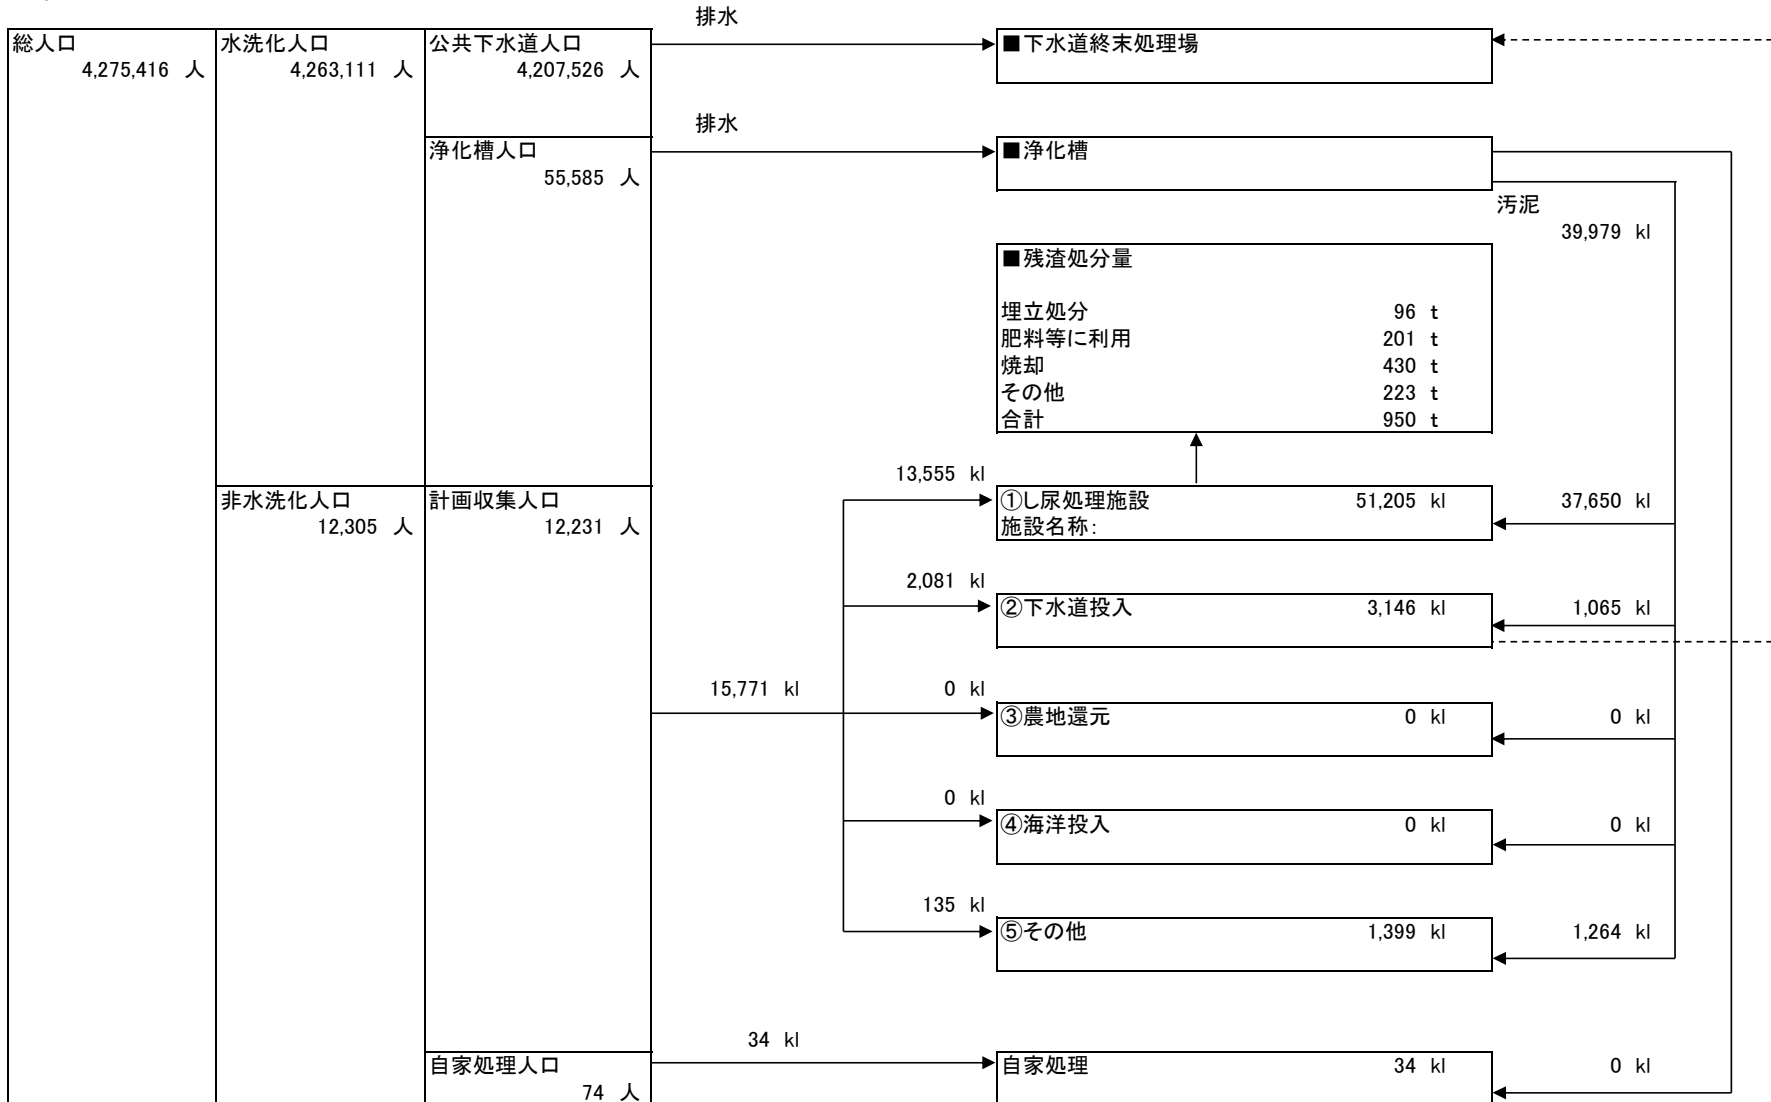 排水
総人口 水洗化人口 公共下水道人口 ■下水道終末処理場
4,275,416 人 4,263,111 人 4,207,526 人
排水
浄化槽人口 ■浄化槽
55,585 人
汚泥
39,979 kl
■残渣処分量
埋立処分 96 t
肥料等に利用 201 t
焼却 430 t
その他 223 t
合計 950 t
13,555 kl
非水洗化人口 計画収集人口 ①し尿処理施設 51,205 kl 37,650 kl
12,305 人 12,231 人 施設名称:
2,081 kl
②下水道投入 3,146 kl 1,065 kl
15,771 kl 0 kl
③農地還元 0 kl 0 kl
0 kl
④海洋投入 0 kl 0 kl
135 kl
⑤その他 1,399 kl 1,264 kl
34 kl
自家処理人口 自家処理 34 kl 0 kl
74 人